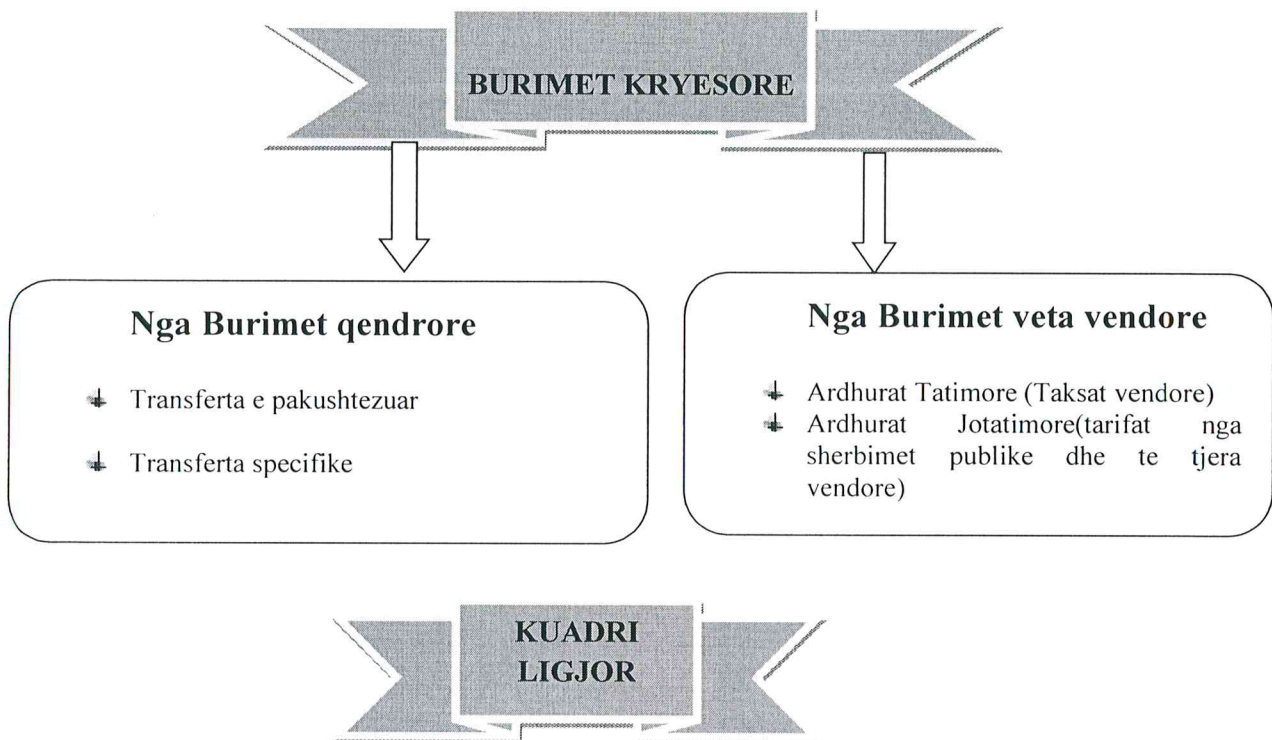 BURIMET KRYESORE
Nga Burimet qendrore
Transferta e pakushtezuar
Transferta specifike
Nga Burimet veta vendore
Ardhurat Tatimore (Taksat vendore)
Ardhurat Jotatimore(tarifat nga
sherbimet publike dhe te tjera
vendore)
KUADRI
LIGJOR